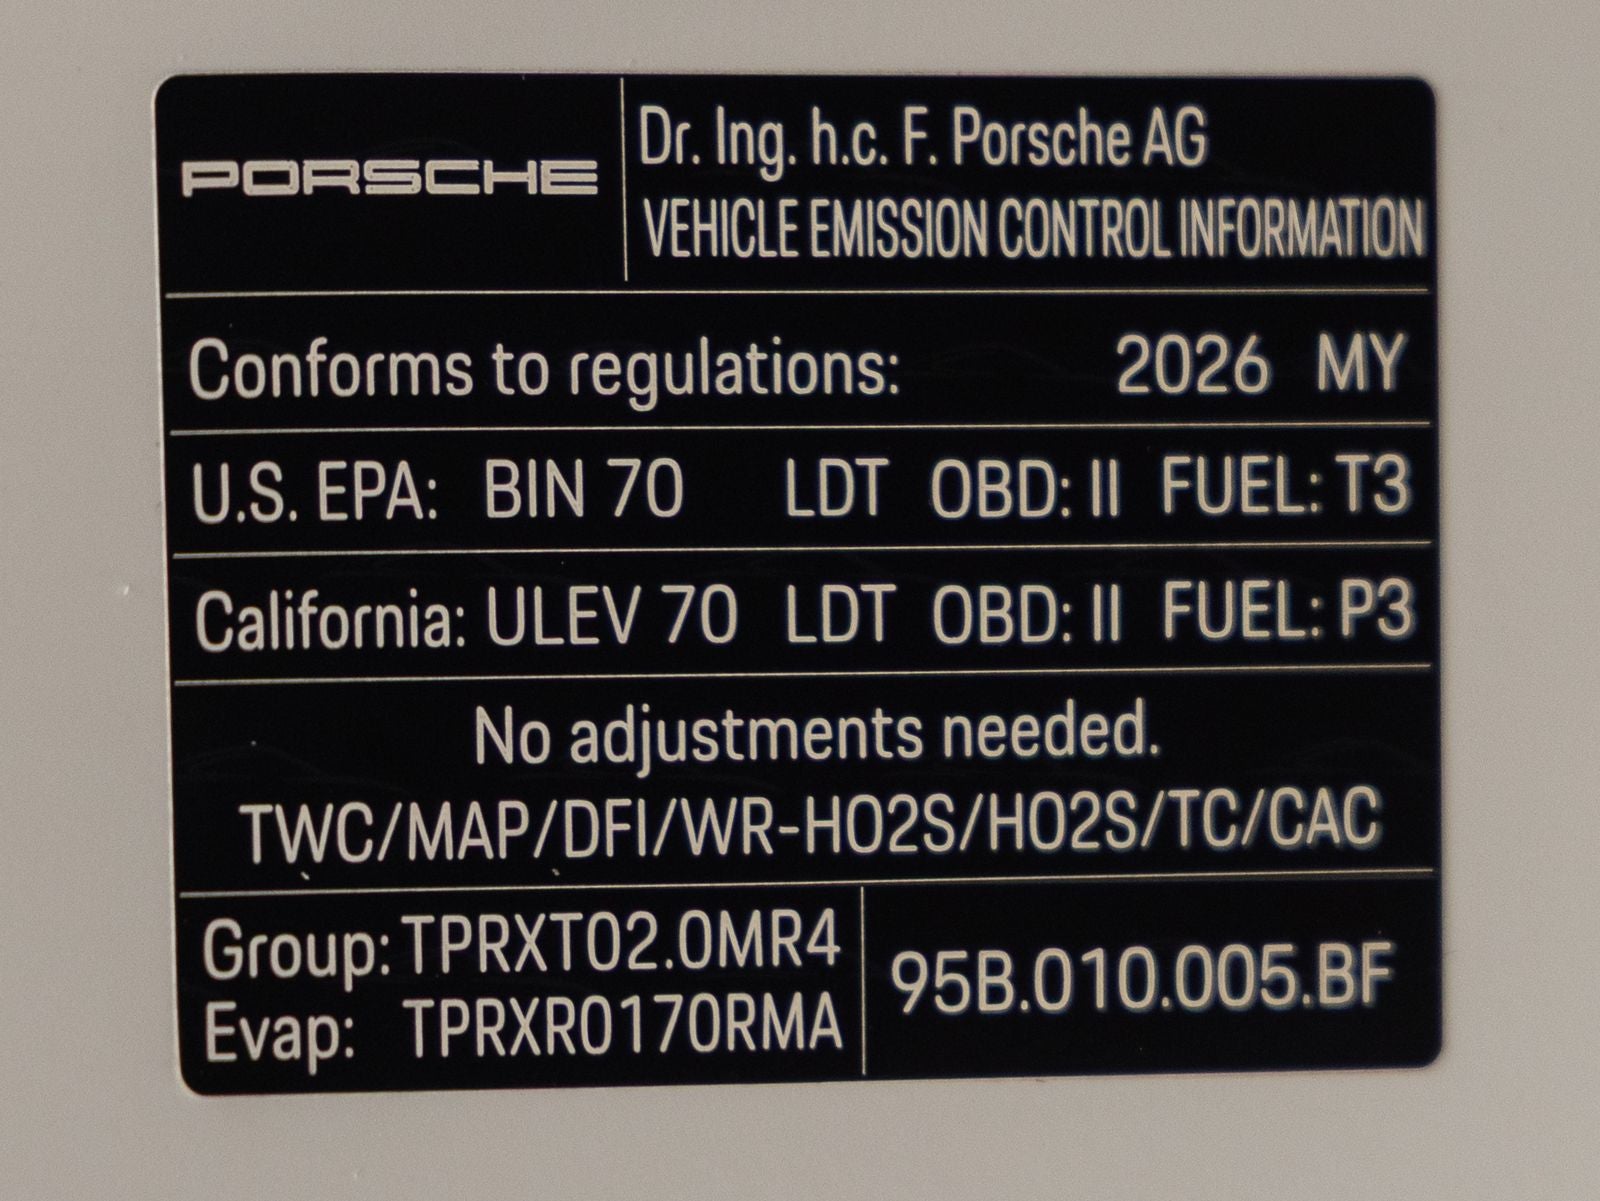 PORSCHE
Dr. Ing. h.c. F. Porsche AG
VEHICLE EMISSION CONTROL INFORMATION
Conforms to regulations: 2026 MY
U.S. EPA: BIN 70 LDT OBD: II FUEL: T3
California: ULEV 70 LDT OBD: II FUEL: P3
No adjustments needed.
TWC/MAP/DFI/WR-HO2S/HO2S/TC/CAC
Group: TPRXT02.0MR4
Evap: TPRXR0170RMA
95B.010.005.BF